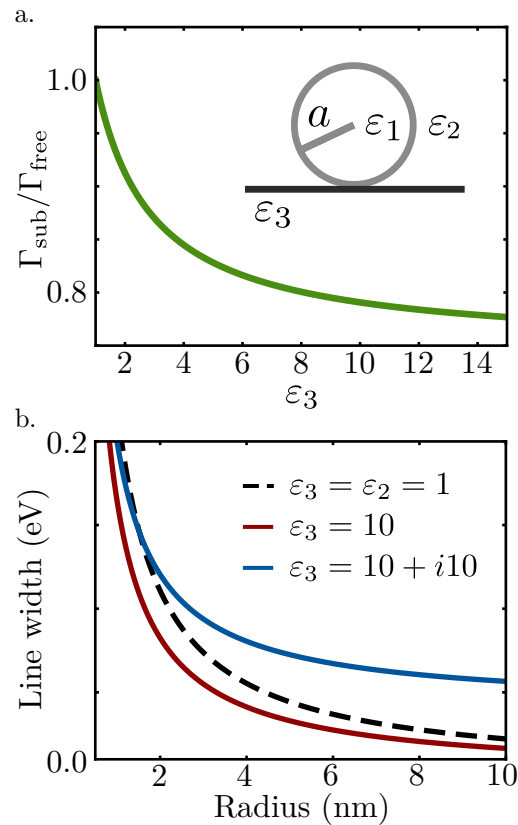 a.
1.0
0.8
Γsub/Γfree
a
ε1
ε2
ε3
2 4 6 8 10 12 14
ε3
b.
0.2
0.0
Line width (eV)
ε3 = ε2 = 1
ε3 = 10
ε3 = 10 + i10
2 4 6 8 10
Radius (nm)